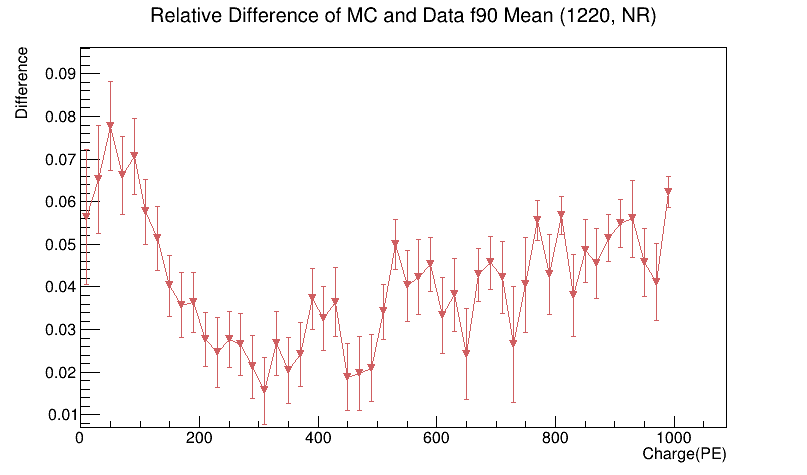 Relative Difference of MC and Data f90 Mean (1220, NR)
Difference
0.09
0.08
0.07
0.06
0.05
0.04
0.03
0.02
0.01
0 200 400 600 800 1000
Charge(PE)